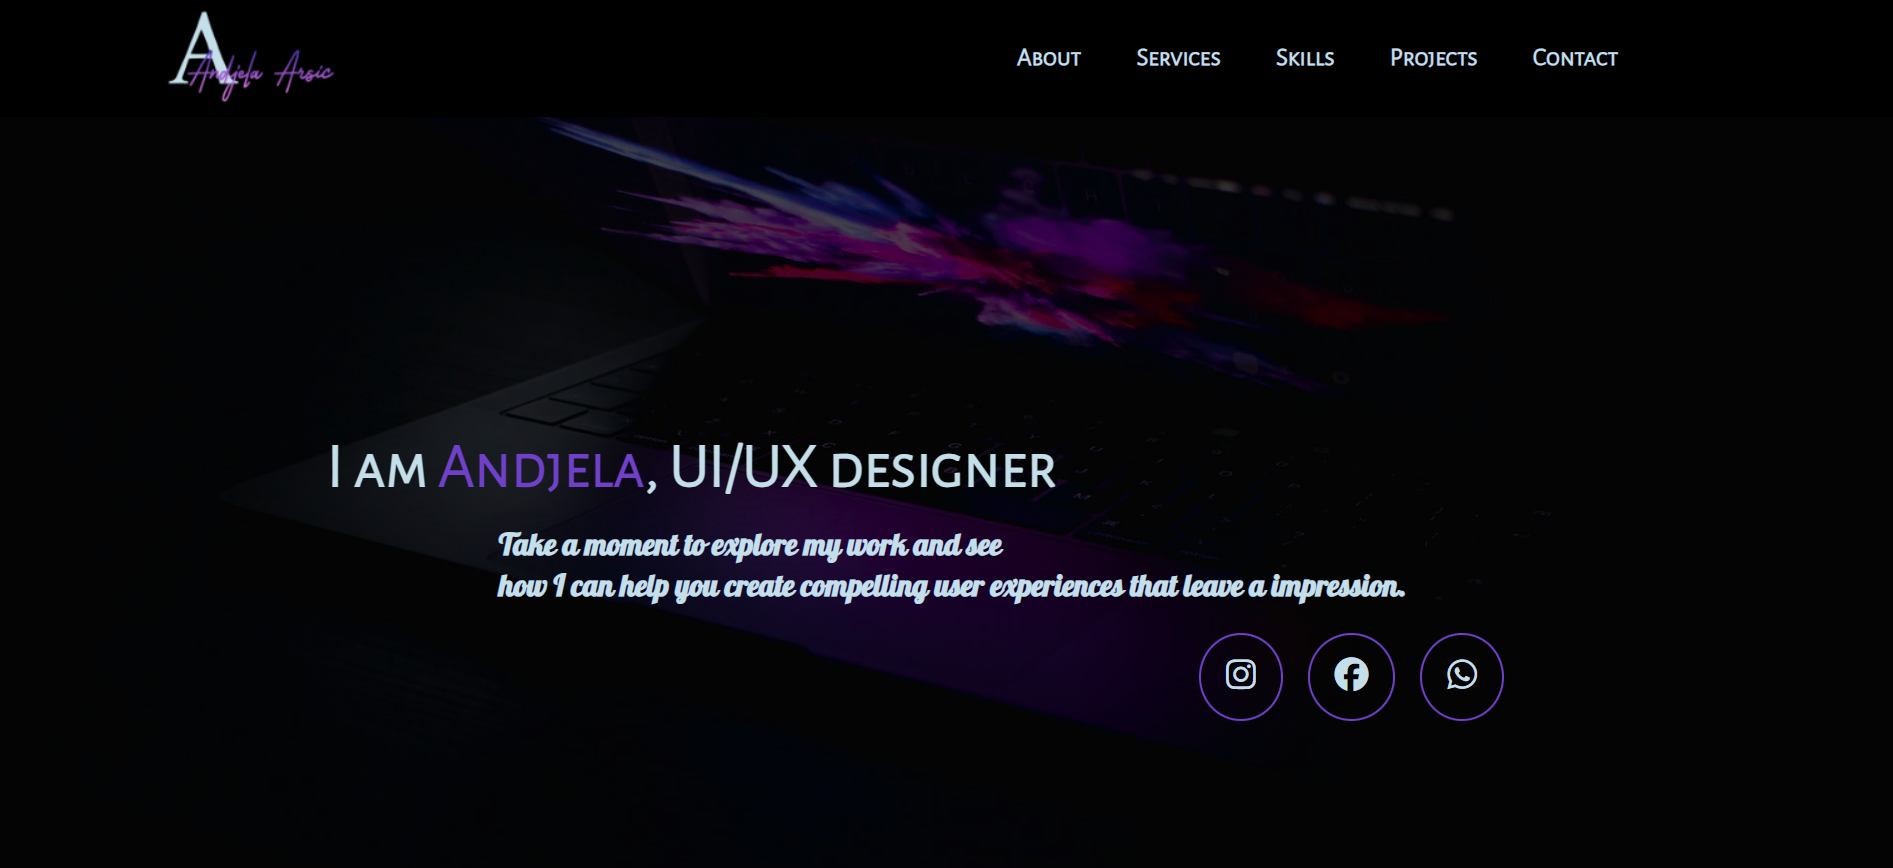 A
Andjela Arsic
About Services Skills Projects Contact
I am Andjela, UI/UX designer
Take a moment to explore my work and see
how I can help you create compelling user experiences that leave a impression.